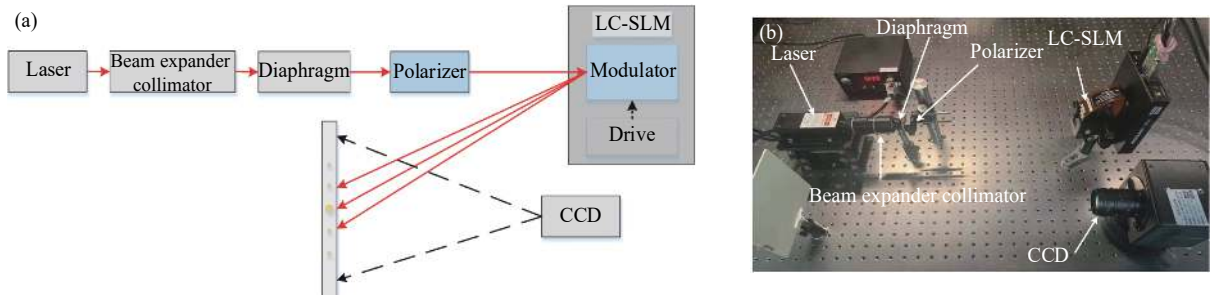 (a)
LC-SLM
Laser
Beam expander
collimator
Diaphragm
Polarizer
Modulator
Drive
CCD
(b)
Diaphragm
Laser
Polarizer
LC-SLM
Beam expander collimator
CCD